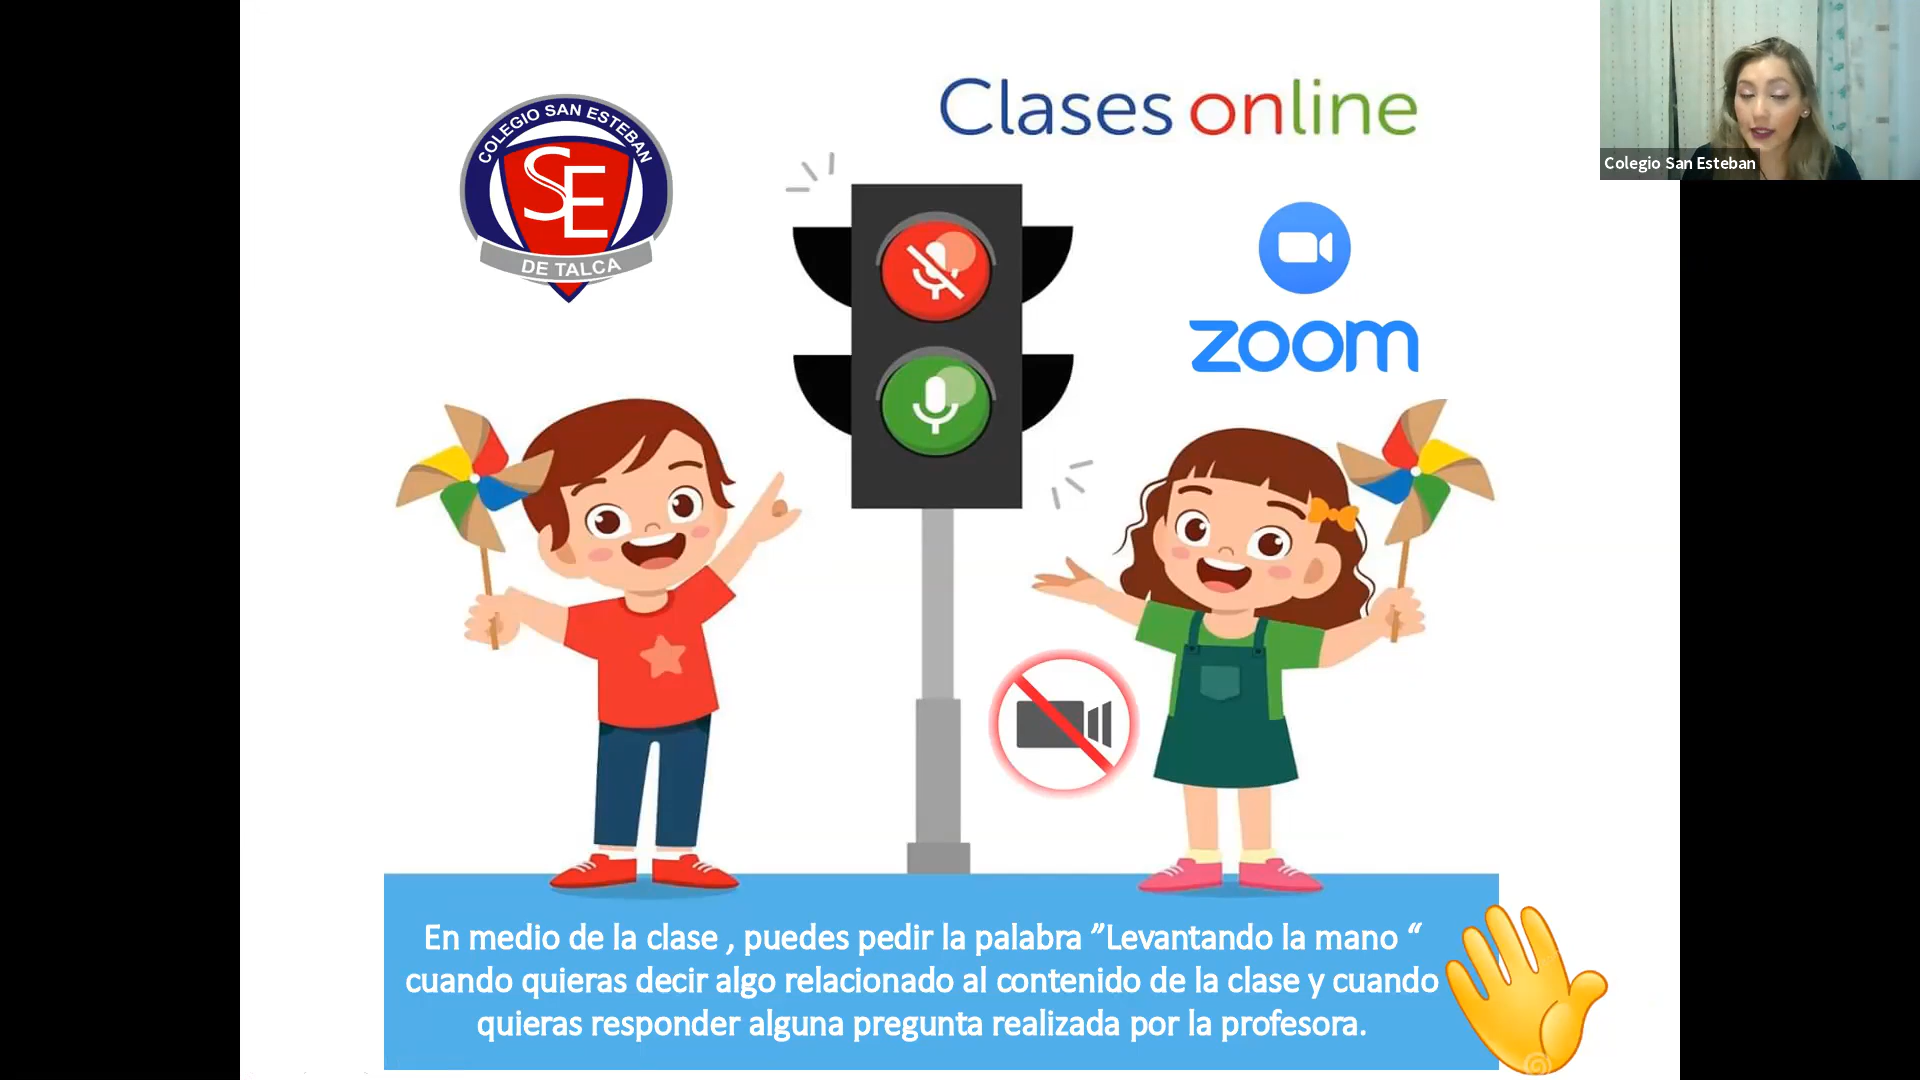 Clases online
COLEGIO SAN ESTEBAN
SE
DE TALCA
Colegio San Esteban
zoom
En medio de la clase , puedes pedir la palabra ”Levantando la mano “
cuando quieras decir algo relacionado al contenido de la clase y cuando
quieras responder alguna pregunta realizada por la profesora.